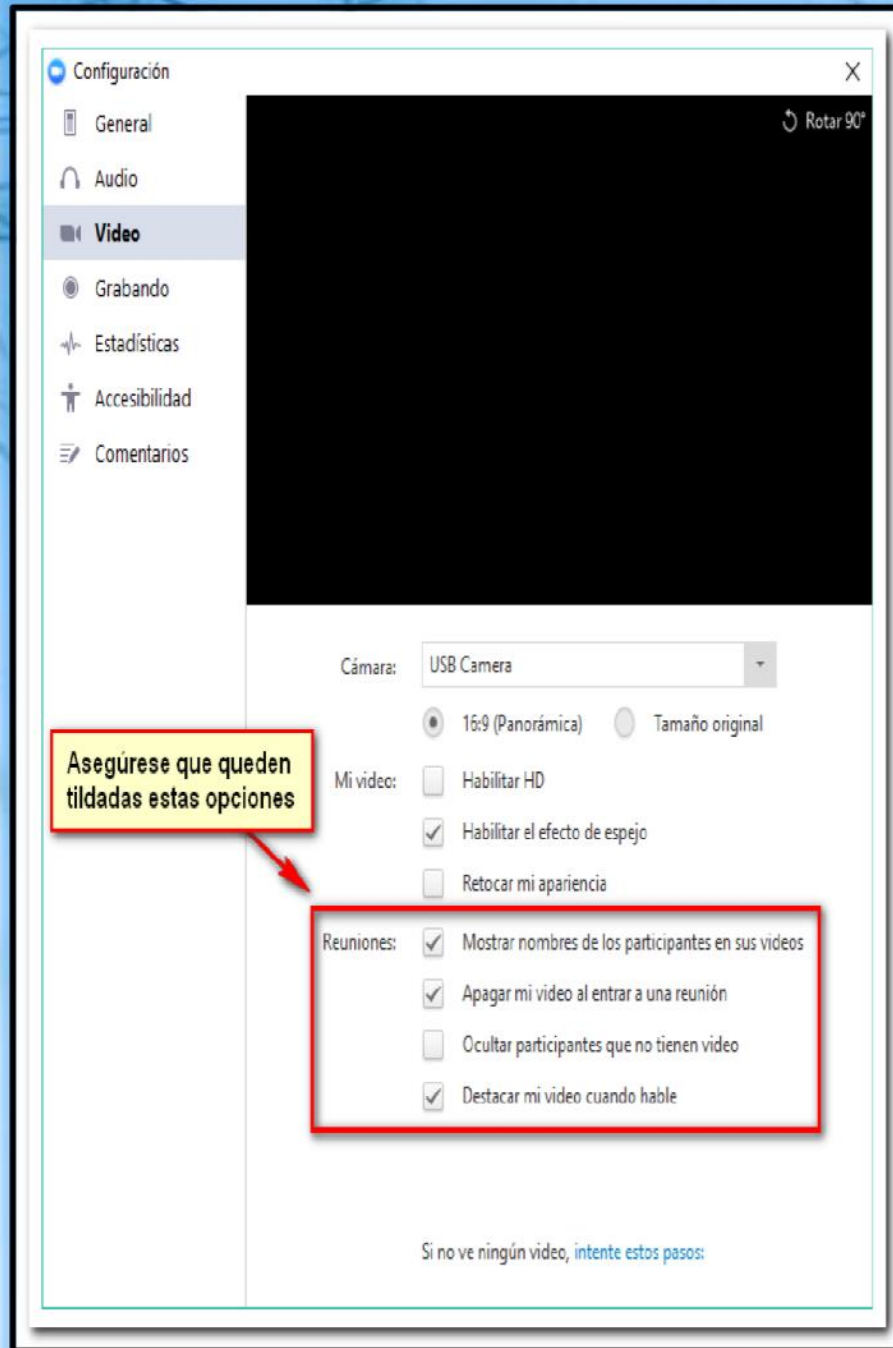 Configuración
General
Audio
Video
Grabando
Estadísticas
Accesibilidad
Comentarios
Rotar 90°
Cámara: USB Camera
16:9 (Panorámica) Tamaño original
Asegúrese que queden
tildadas estas opciones
Mi video: Habilitar HD
Habilitar el efecto de espejo
Retocar mi apariencia
Reuniones: Mostrar nombres de los participantes en sus videos
Apagar mi video al entrar a una reunión
Ocultar participantes que no tienen video
Destacar mi video cuando hable
Si no ve ningún video, intente estos pasos: